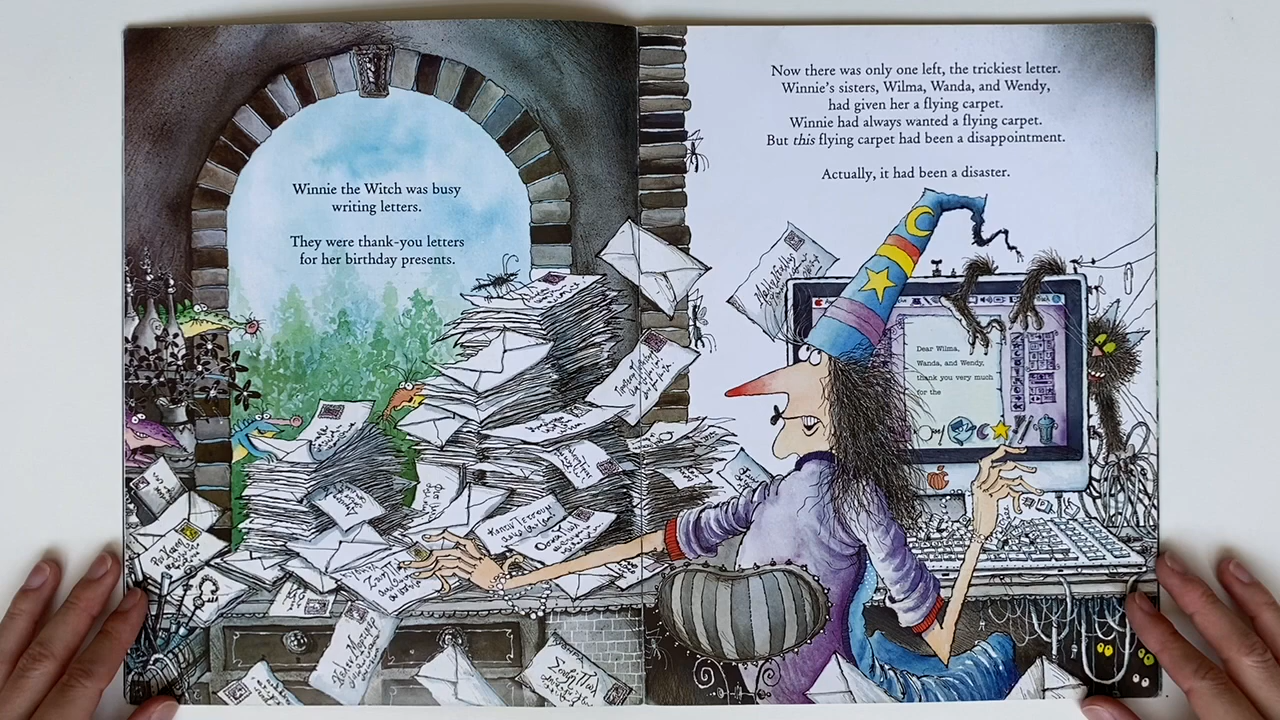 Winnie the Witch was busy
writing letters.
They were thank-you letters
for her birthday presents.
Now there was only one left, the trickiest letter.
Winnie's sisters, Wilma, Wanda, and Wendy,
had given her a flying carpet.
Winnie had always wanted a flying carpet.
But this flying carpet had been a disappointment.
Actually, it had been a disaster.
Dear Wilma,
Wanda, and Wendy,
thank you very much
for the